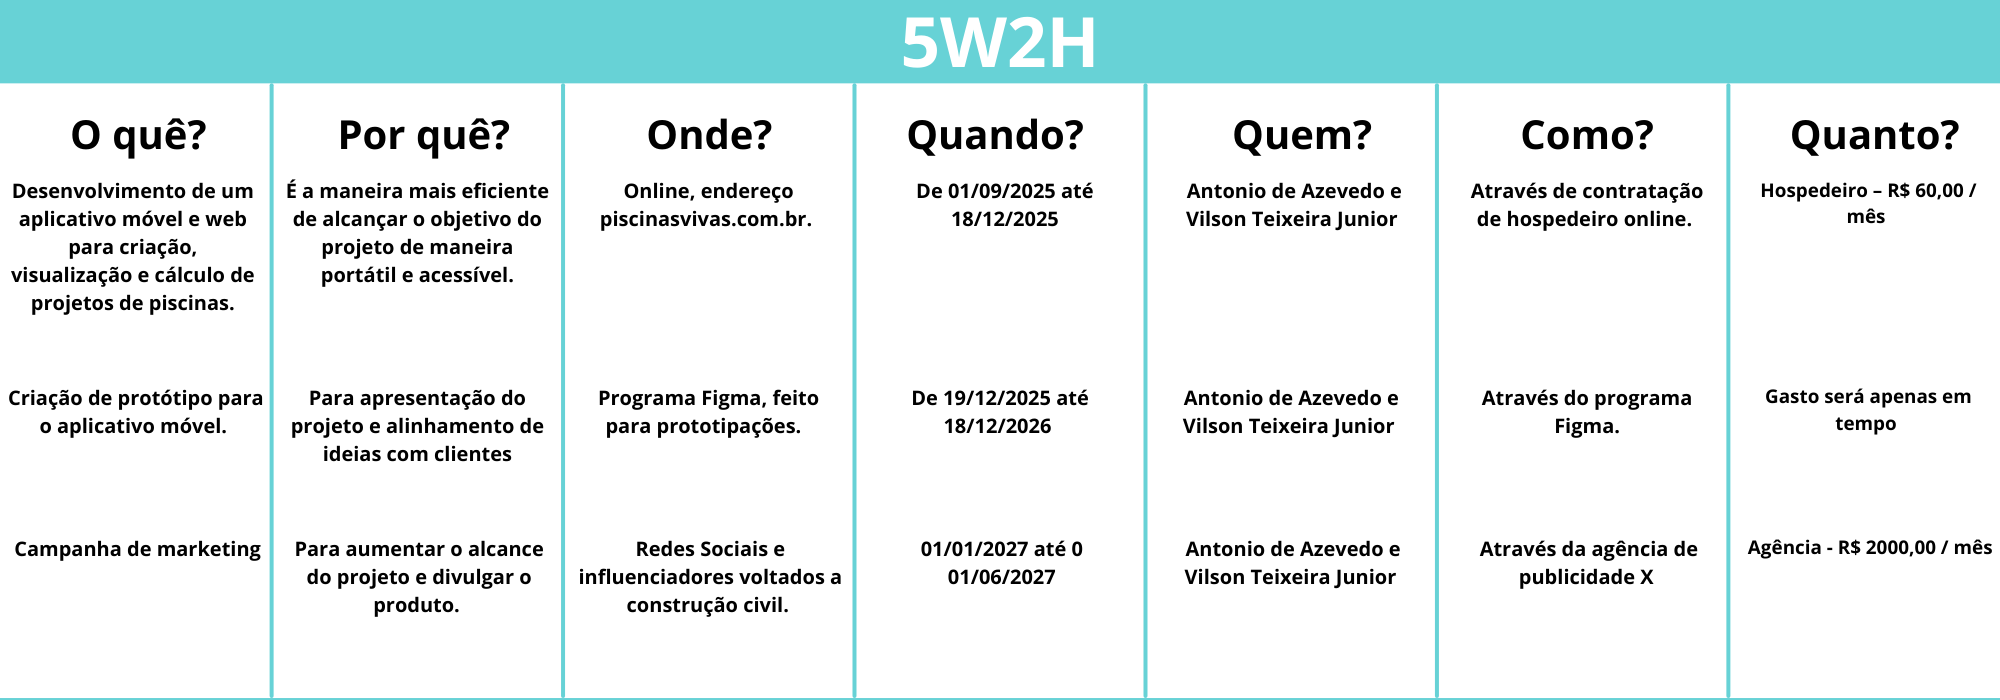 5W2H
O quê?
Desenvolvimento de um
aplicativo móvel e web
para criação,
visualização e cálculo de
projetos de piscinas.
Criação de protótipo para
o aplicativo móvel.
Campanha de marketing
Por quê?
É a maneira mais eficiente
de alcançar o objetivo do
projeto de maneira
portátil e acessível.
Para apresentação do
projeto e alinhamento de
ideias com clientes
Para aumentar o alcance
do projeto e divulgar o
produto.
Onde?
Online, endereço
piscinasvivas.com.br.
Programa Figma, feito
para prototipações.
Redes Sociais e
influenciadores voltados a
construção civil.
Quando?
De 01/09/2025 até
18/12/2025
De 19/12/2025 até
18/12/2026
01/01/2027 até 0
01/06/2027
Quem?
Antonio de Azevedo e
Vilson Teixeira Junior
Antonio de Azevedo e
Vilson Teixeira Junior
Antonio de Azevedo e
Vilson Teixeira Junior
Como?
Através de contratação
de hospedeiro online.
Através do programa
Figma.
Através da agência de
publicidade X
Quanto?
Hospedeiro – R$ 60,00 /
mês
Gasto será apenas em
tempo
Agência - R$ 2000,00 / mês